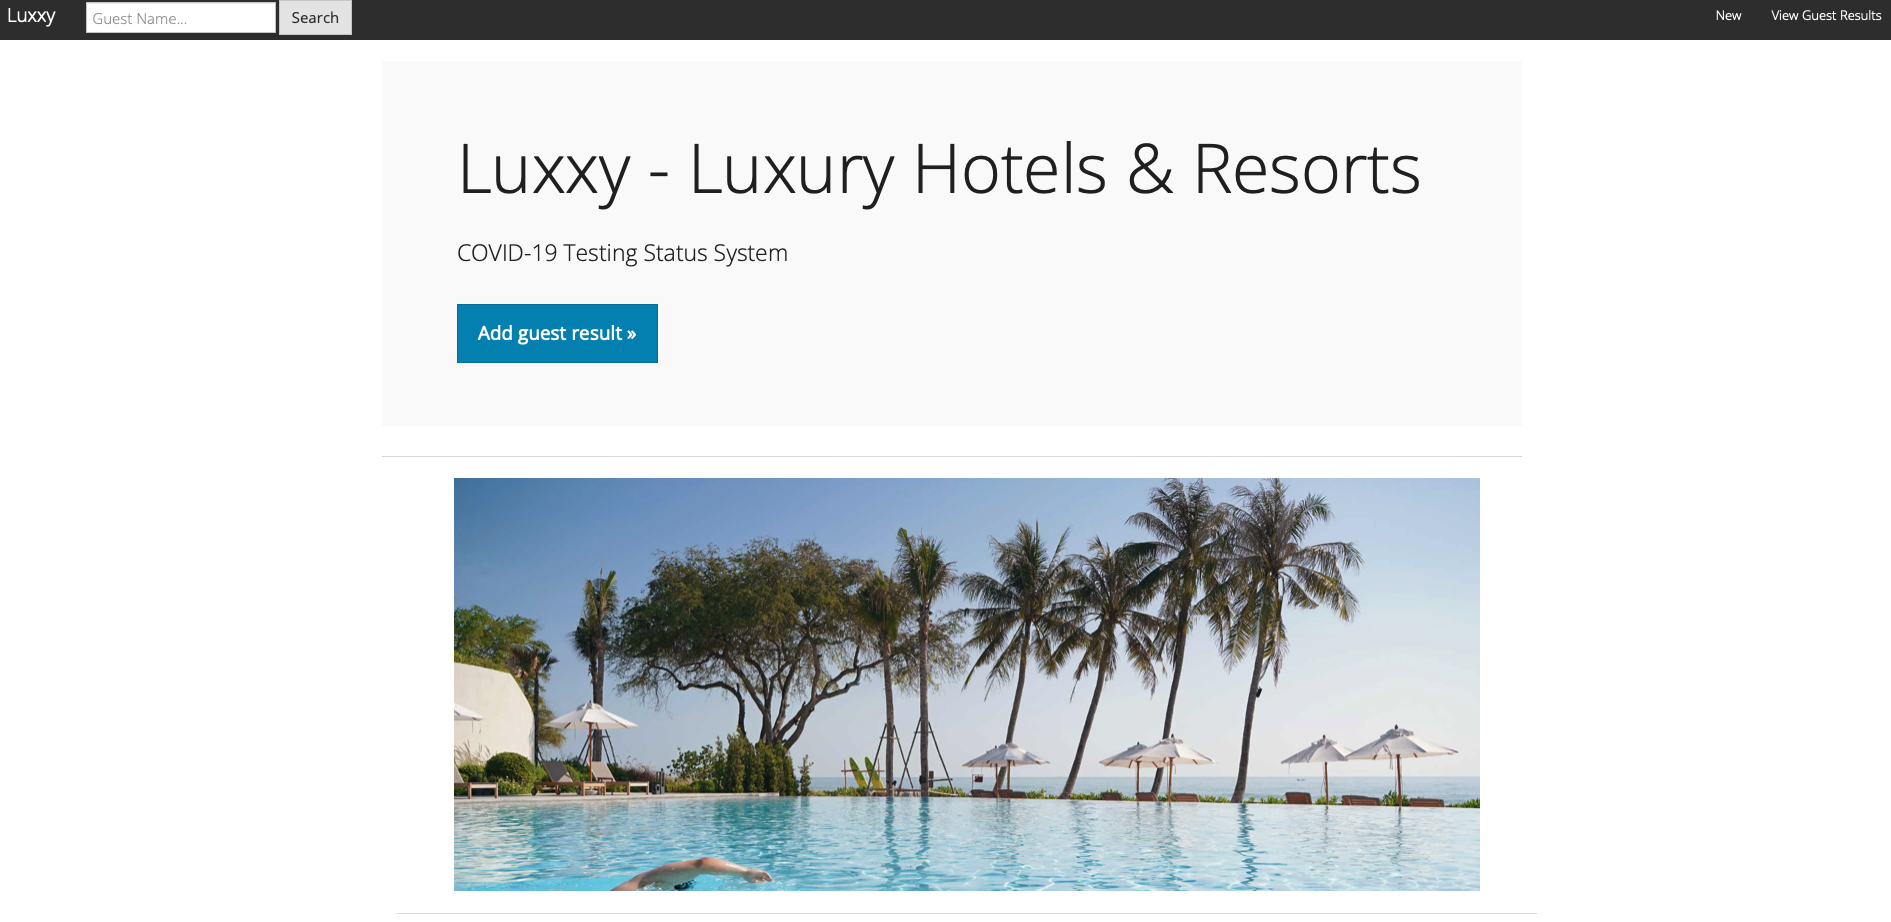 Luxxy
Guest Name...
Search
New
View Guest Results
Luxxy - Luxury Hotels & Resorts
COVID-19 Testing Status System
Add guest result »